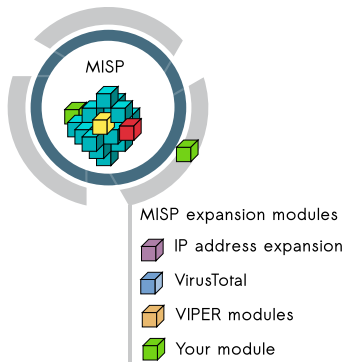 MISP
MISP expansion modules
IP address expansion
VirusTotal
VIPER modules
Your module